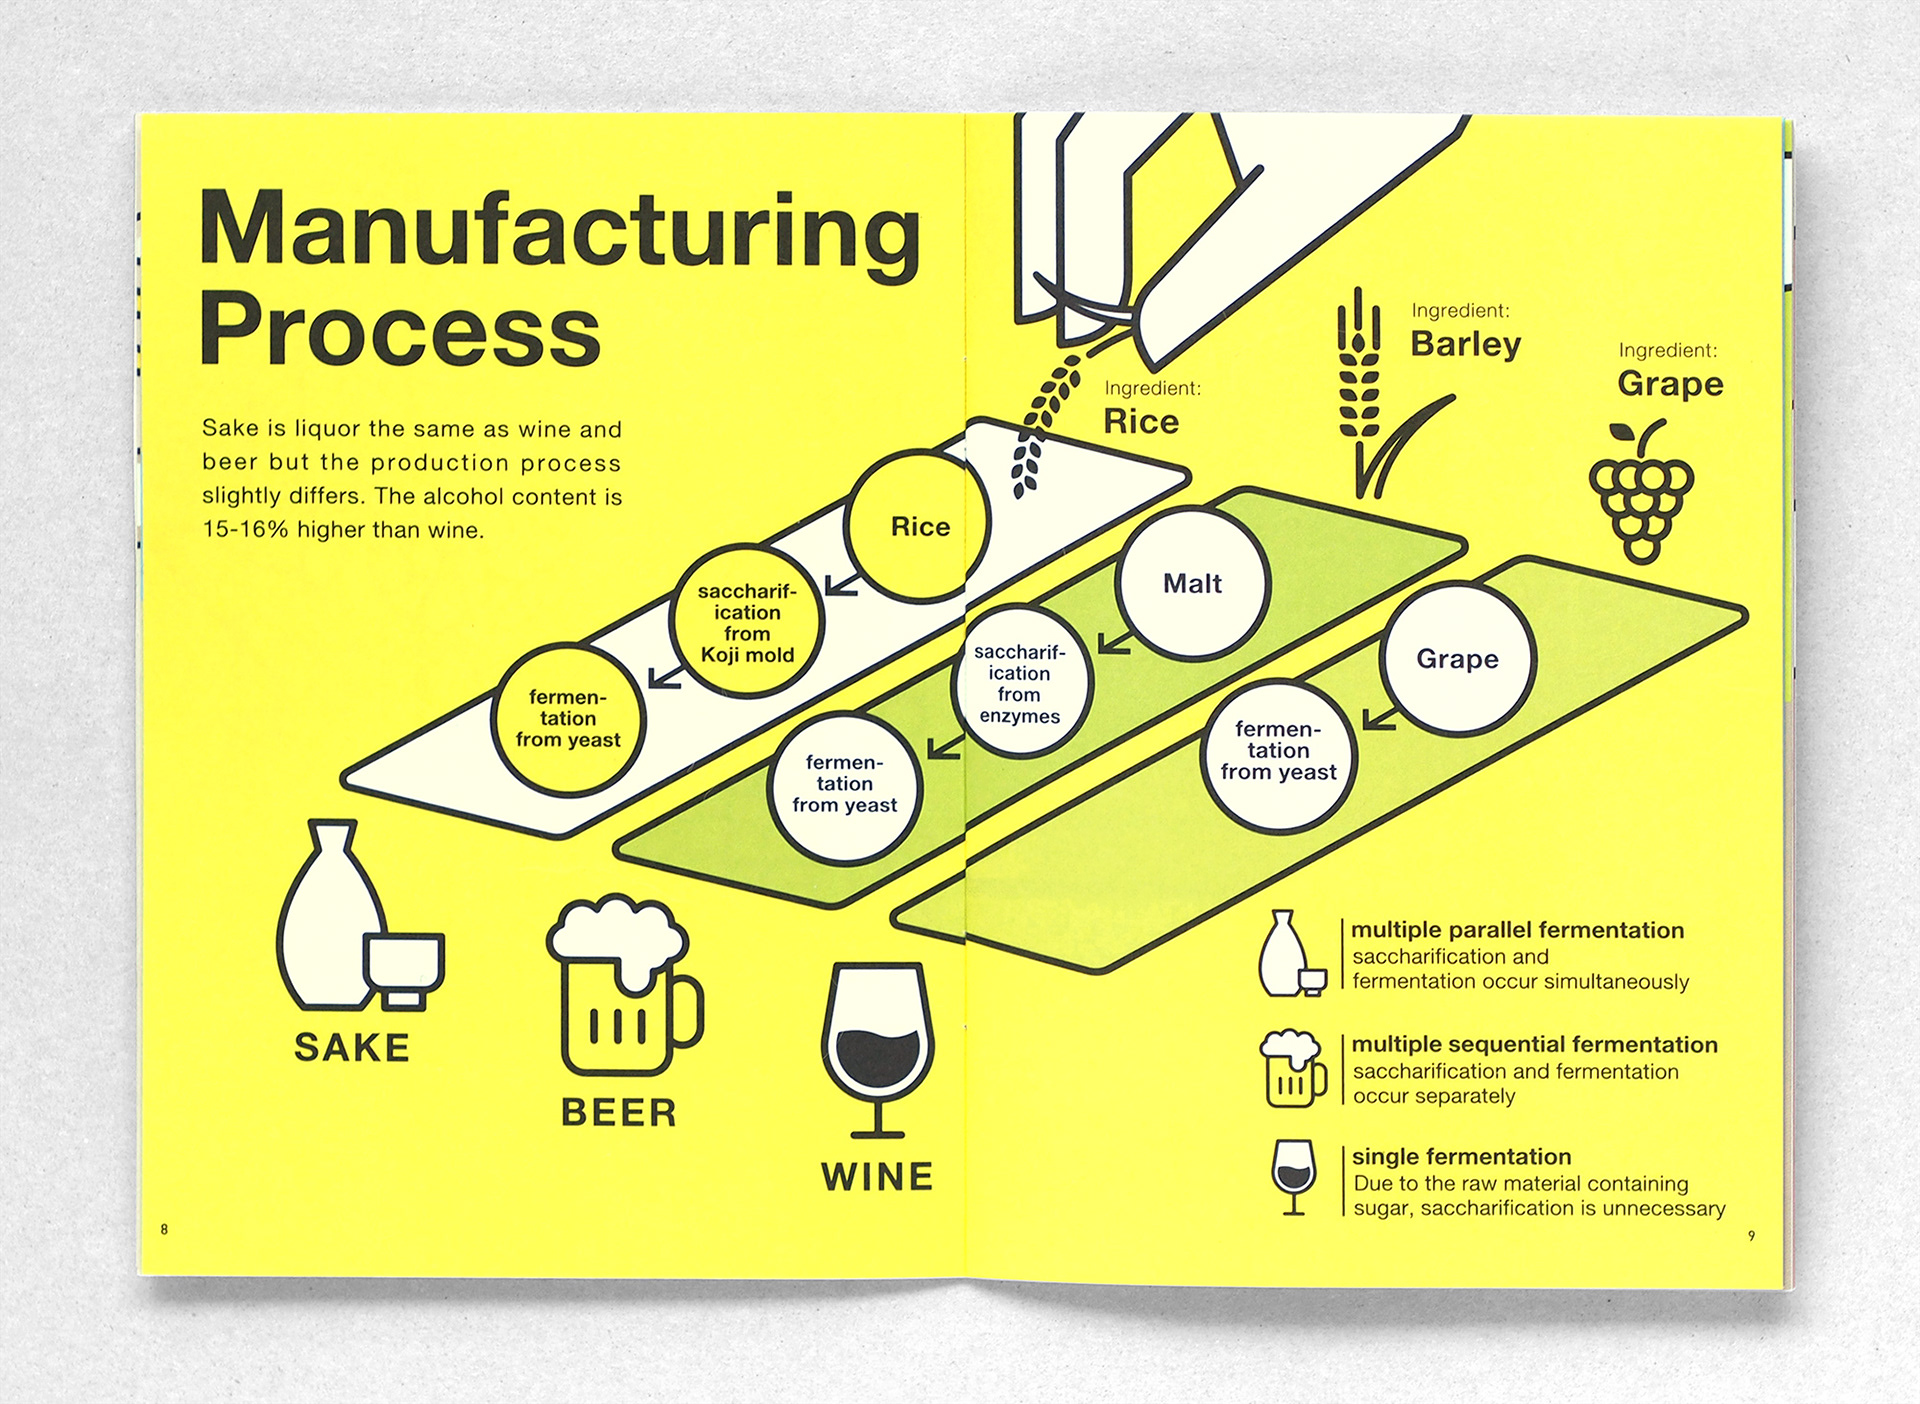 Manufacturing
Process
Sake is liquor the same as wine and
beer but the production process
slightly differs. The alcohol content is
15-16% higher than wine.
Ingredient:
Rice
Ingredient:
Barley
Ingredient:
Grape
Rice
saccharif-
ication
from
Koji mold
fermen-
tation
from yeast
Malt
saccharif-
ication
from
enzymes
fermen-
tation
from yeast
Grape
fermen-
tation
from yeast
SAKE
BEER
WINE
multiple parallel fermentation
saccharification and
fermentation occur simultaneously
multiple sequential fermentation
saccharification and fermentation
occur separately
single fermentation
Due to the raw material containing
sugar, saccharification is unnecessary
8
9